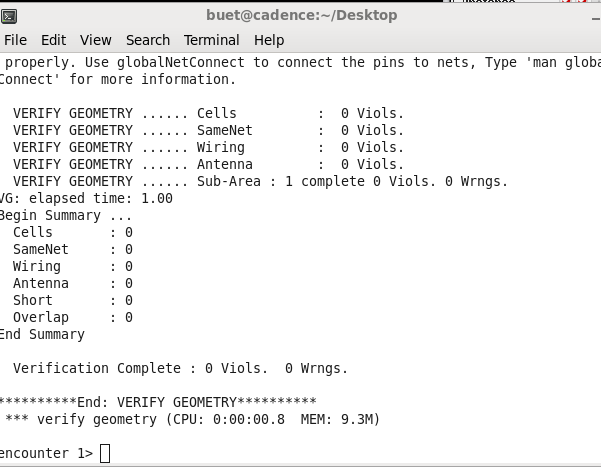 buet@cadence:~/Desktop
File Edit View Search Terminal Help
properly. Use globalNetConnect to connect the pins to nets, Type 'man globa
Connect' for more information.
VERIFY GEOMETRY ...... Cells : 0 Viols.
VERIFY GEOMETRY ...... SameNet : 0 Viols.
VERIFY GEOMETRY ...... Wiring : 0 Viols.
VERIFY GEOMETRY ...... Antenna : 0 Viols.
VERIFY GEOMETRY ...... Sub-Area : 1 complete 0 Viols. 0 Wrngs.
VG: elapsed time: 1.00
Begin Summary ...
Cells : 0
SameNet : 0
Wiring : 0
Antenna : 0
Short : 0
Overlap : 0
End Summary
Verification Complete : 0 Viols. 0 Wrngs.
**********End: VERIFY GEOMETRY**********
*** verify geometry (CPU: 0:00:00.8 MEM: 9.3M)
encounter 1>